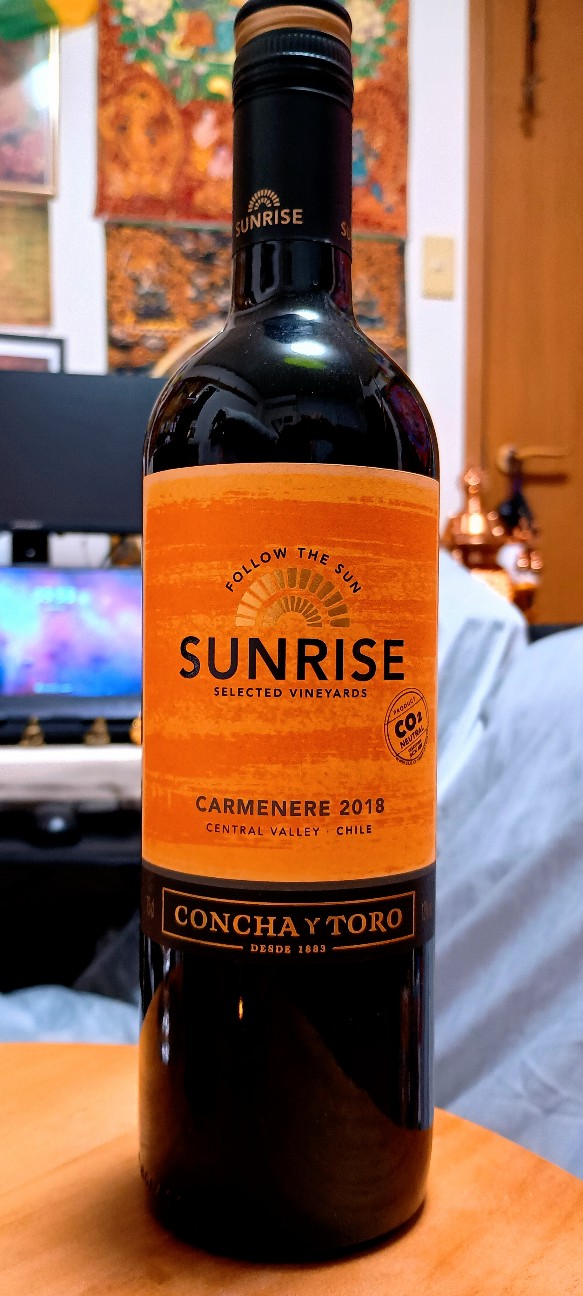 SUNRISE
FOLLOW THE SUN
SUNRISE
SELECTED VINEYARDS
PRODUCT
CO2
NEUTRAL
CARMENERE 2018
CENTRAL VALLEY · CHILE
CONCHA Y TORO
DESDE 1883